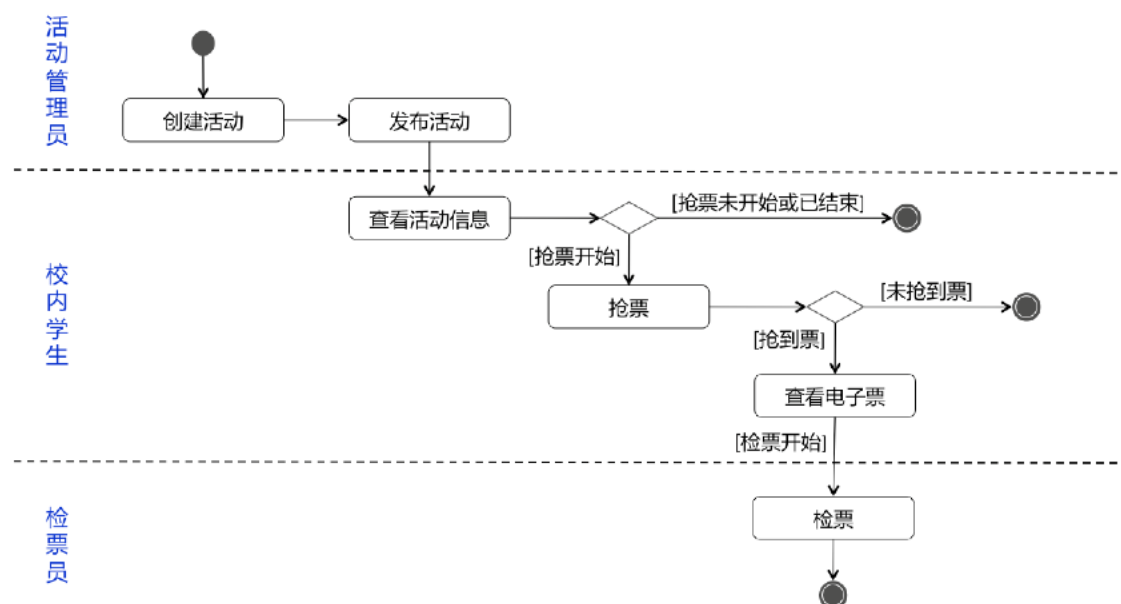 活动管理员
创建活动
发布活动
查看活动信息
[抢票未开始或已结束]
[抢票开始]
校内学生
抢票
[未抢到票]
[抢到票]
查看电子票
[检票开始]
检票员
检票